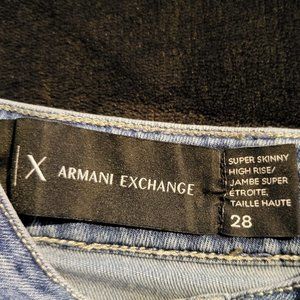 A|X ARMANI EXCHANGE
SUPER SKINNY
HIGH RISE/
JAMBE SUPER
ÉTROITE,
TAILLE HAUTE
28